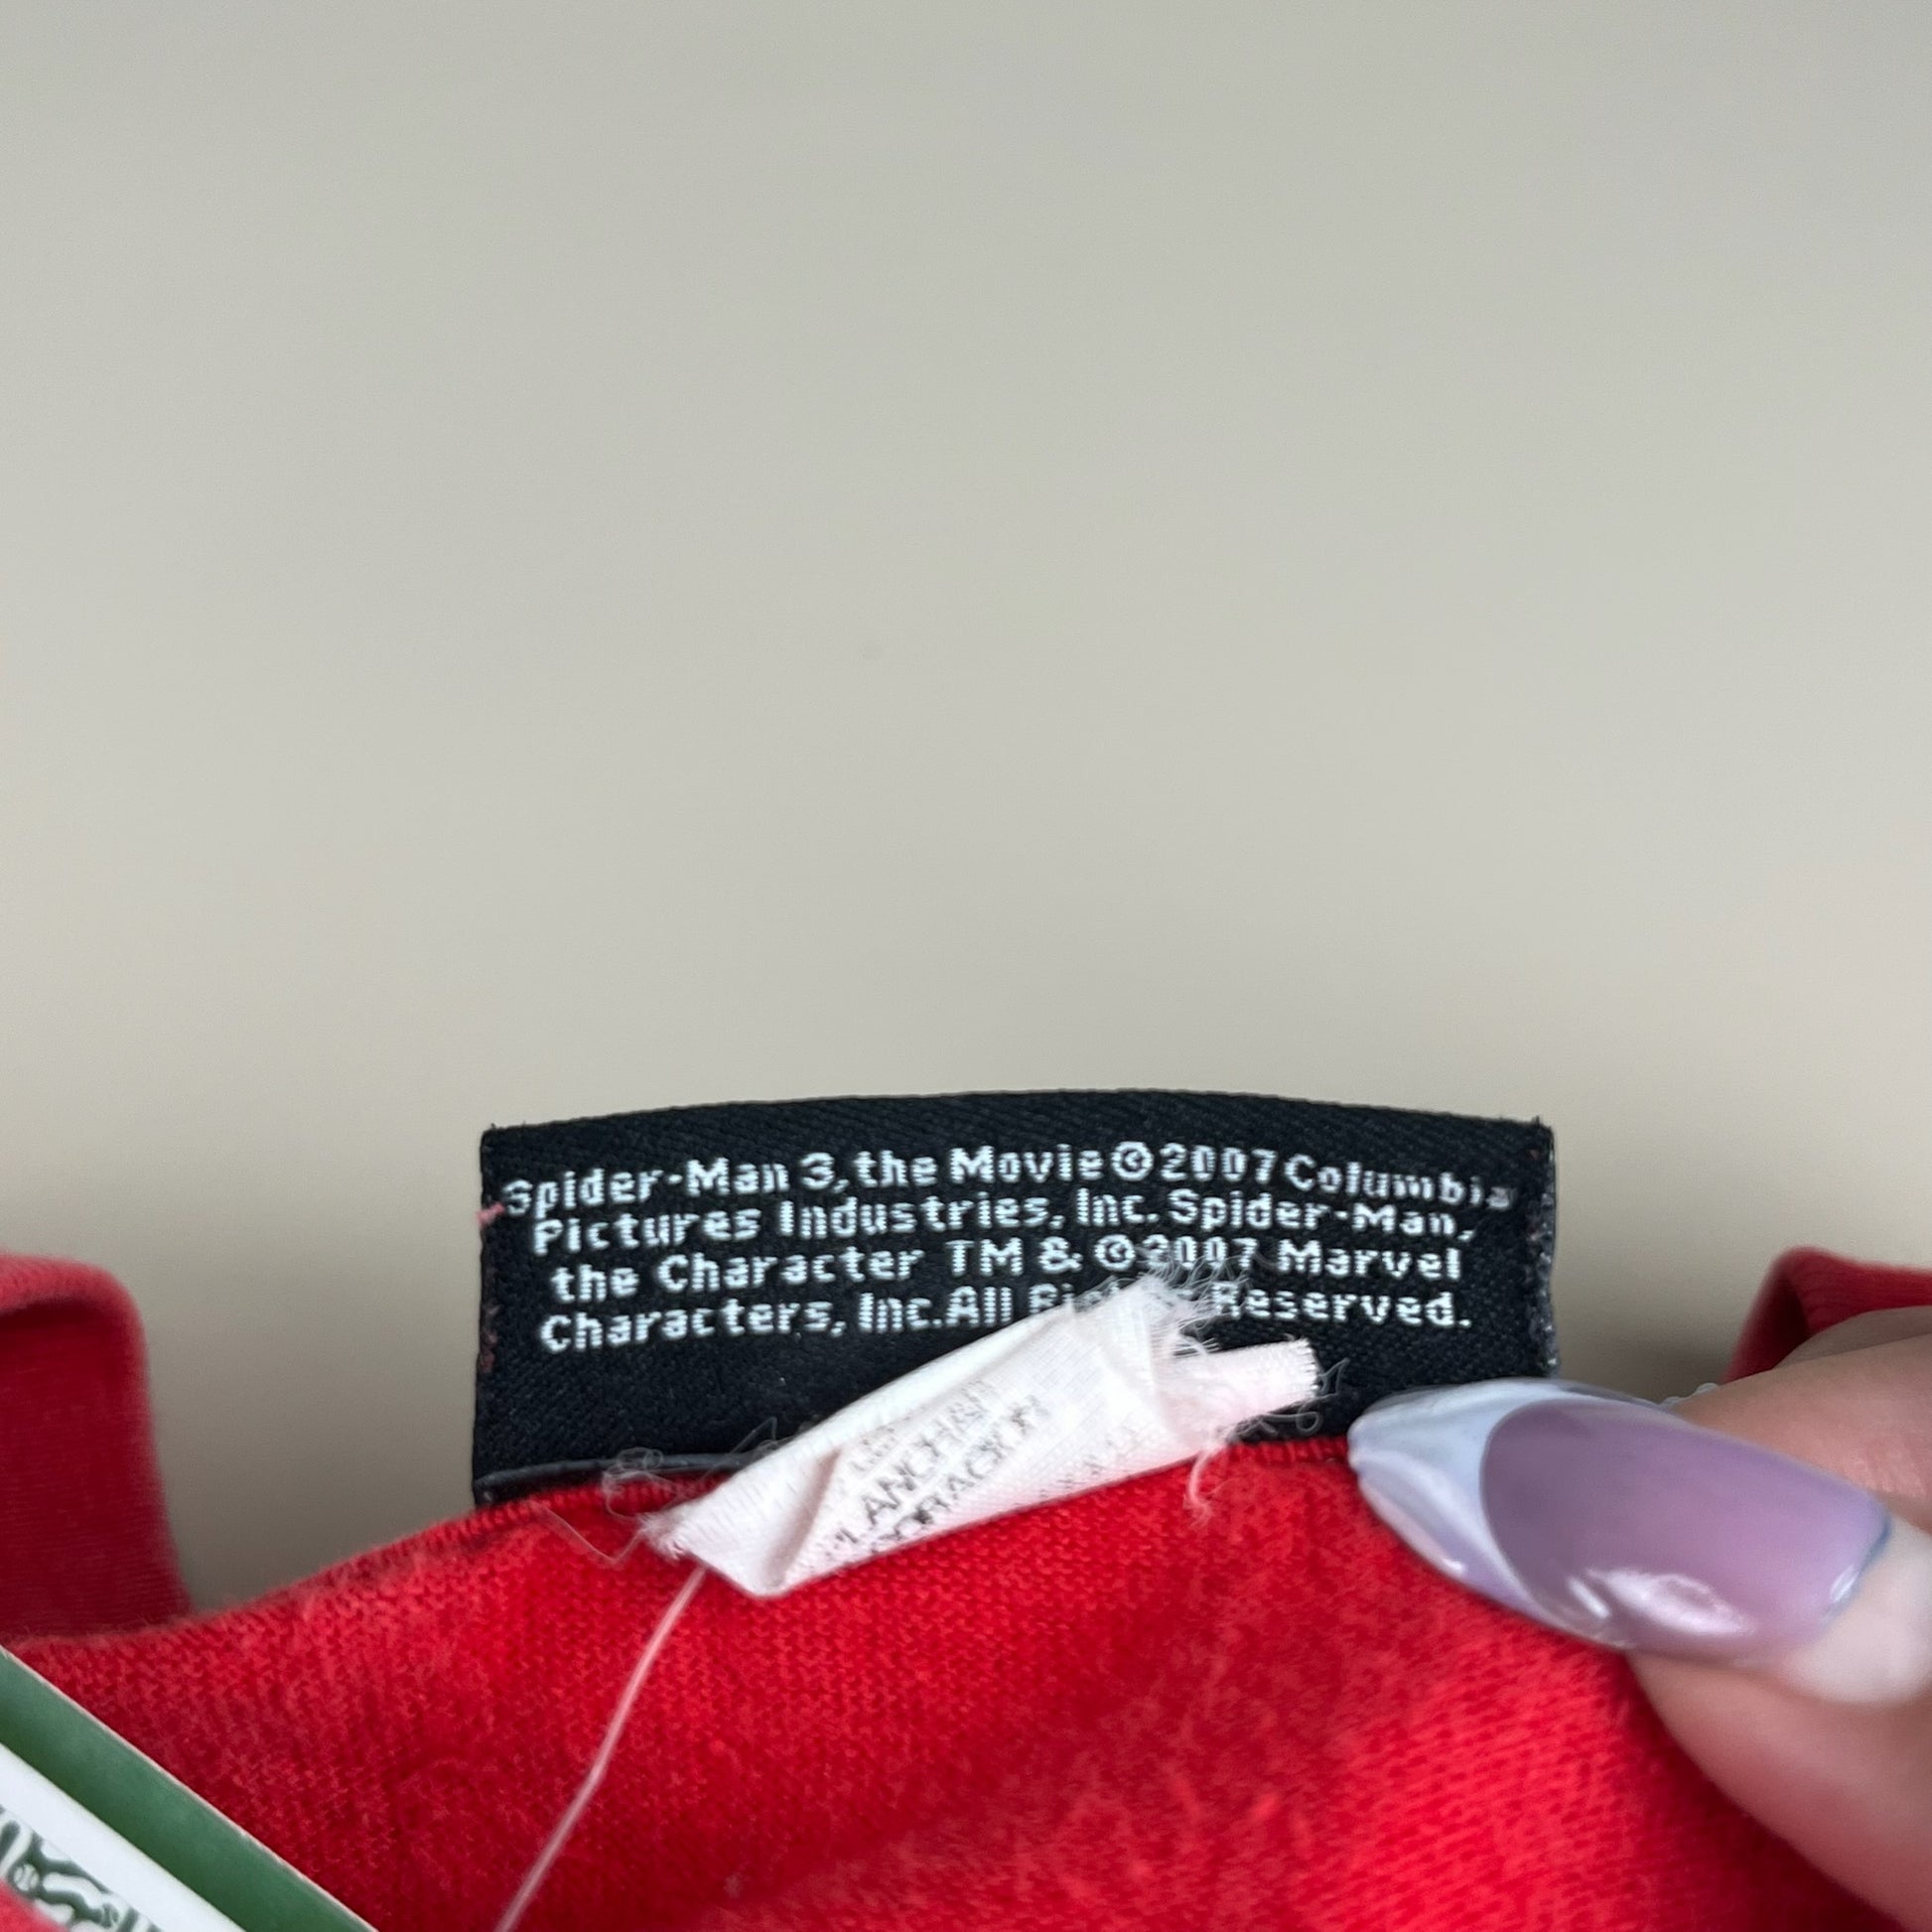 Spider-Man 3, the Movie © 2007 Columbia
Pictures Industries, Inc. Spider-Man,
the Character TM & © 2007 Marvel
Characters, Inc. All Reserved.